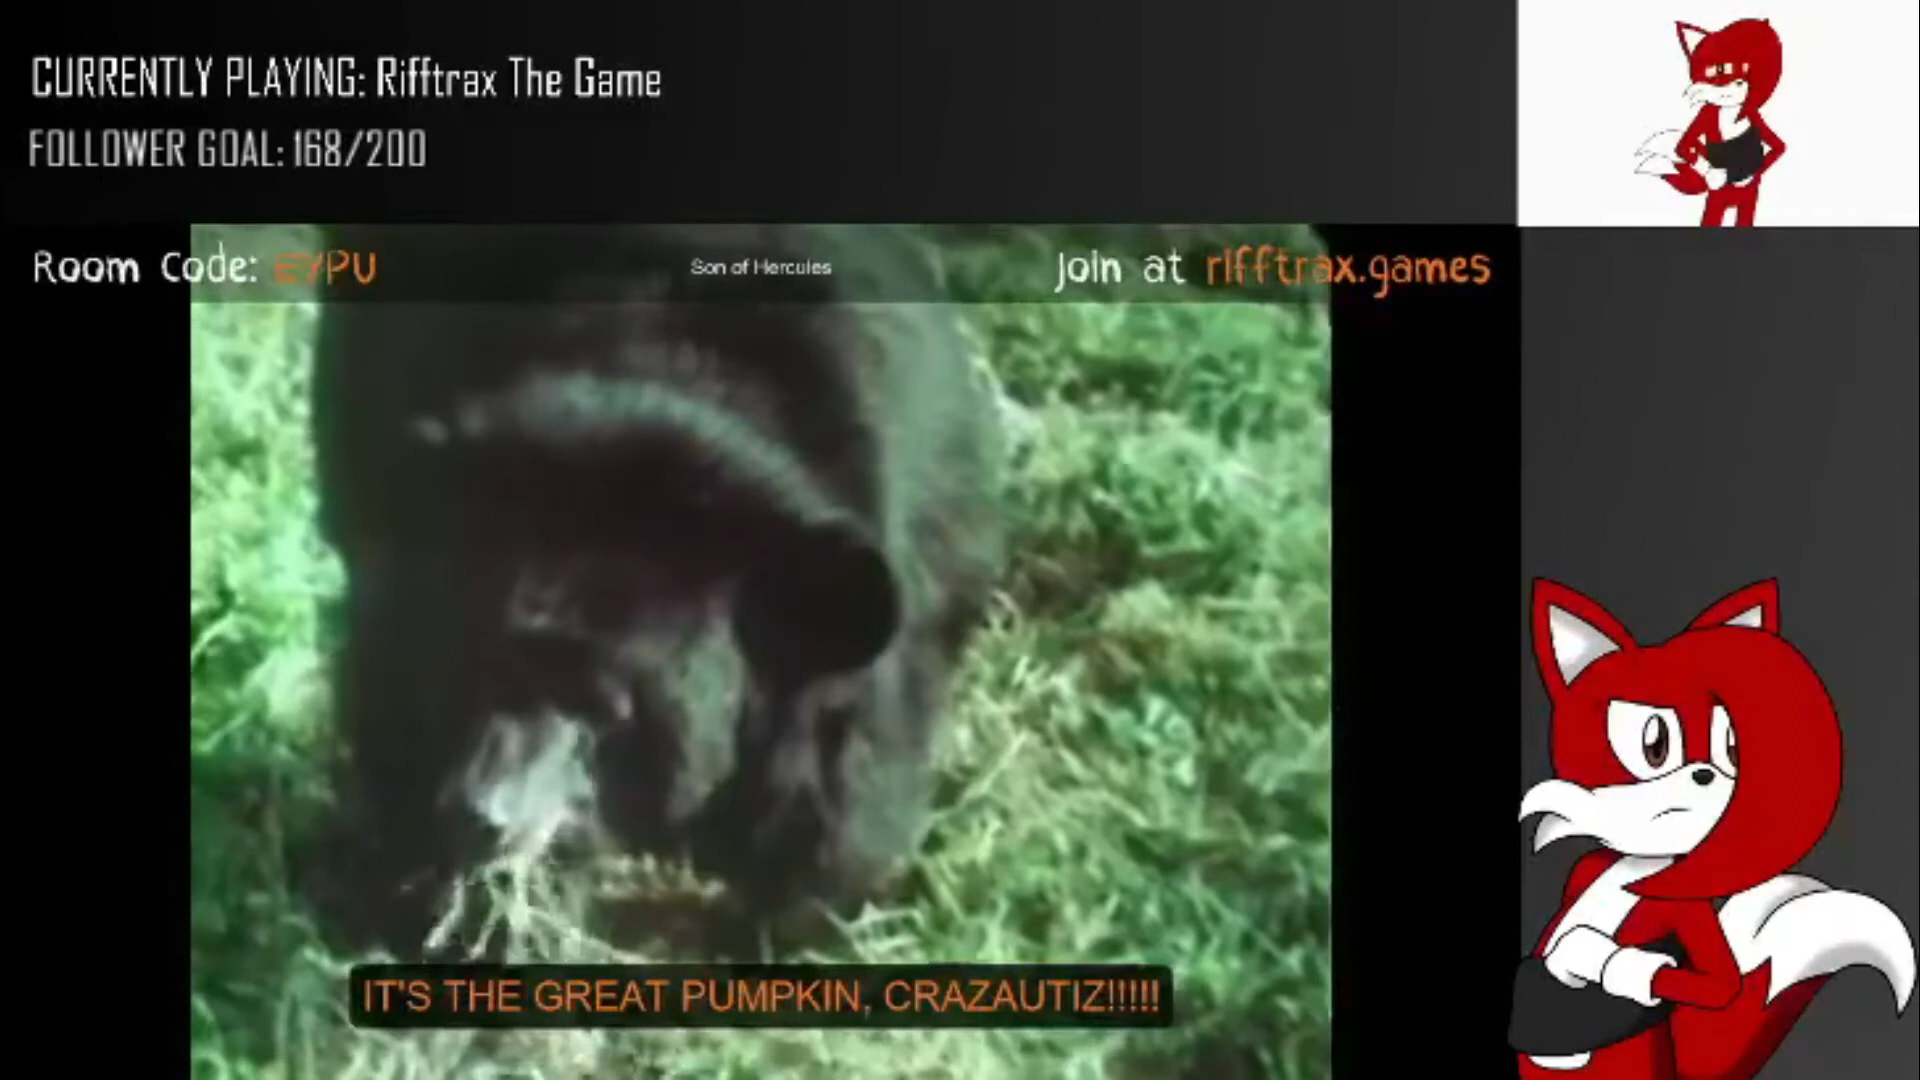 CURRENTLY PLAYING: Rifftrax The Game
FOLLOWER GOAL: 168/200
Room Code: EYPU
Son of Hercules
Join at rifftrax.games
IT'S THE GREAT PUMPKIN, CRAZAUTIZ!!!!!